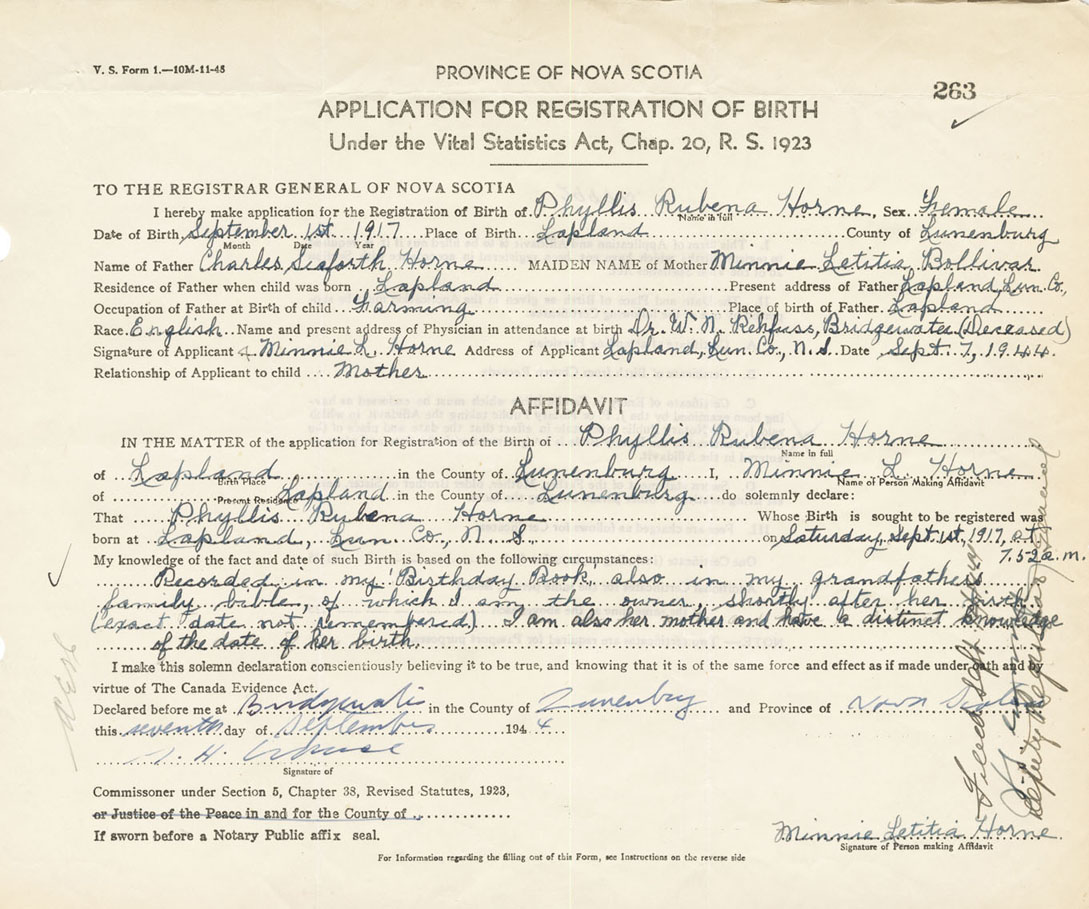 V. S. Form 1.—10M-11-45
PROVINCE OF NOVA SCOTIA
263
APPLICATION FOR REGISTRATION OF BIRTH
Under the Vital Statistics Act, Chap. 20, R. S. 1923
TO THE REGISTRAR GENERAL OF NOVA SCOTIA
I hereby make application for the Registration of Birth of Phyllis Rubena Horne, Sex Female
Name in full
Date of Birth September 1st 1917 Place of Birth Lapland County of Lunenburg
Month Date Year
Name of Father Charles Seaforth Horne MAIDEN NAME of Mother Minnie Letitia Bollivar
Residence of Father when child was born Lapland Present address of Father Lapland, Lun. Co.,
Occupation of Father at Birth of child Farming Place of birth of Father Lapland
Race English Name and present address of Physician in attendance at birth Dr. W. N. Rehfuss, Bridgewater (Deceased)
Signature of Applicant Minnie L. Horne Address of Applicant Lapland, Lun. Co., N. S. Date Sept. 7, 1944.
Relationship of Applicant to child Mother
AFFIDAVIT
IN THE MATTER of the application for Registration of the Birth of Phyllis Rubena Horne
Name in full
of Lapland in the County of Lunenburg I, Minnie L. Horne
Birth Place Name of Person Making Affidavit
of Lapland in the County of Lunenburg do solemnly declare:
Present Residence
That Phyllis Rubena Horne Whose Birth is sought to be registered was
born at Lapland, Lun. Co., N. S. on Saturday, Sept. 1st, 1917, at
7.52 a.m.
My knowledge of the fact and date of such Birth is based on the following circumstances:
Recorded in my Birthday Book, also in my grandfathers
family bible, of which I am the owner, shortly after her birth
(exact date not remembered) I am also her mother and have a distinct knowledge
of the date of her birth.
I make this solemn declaration conscientiously believing it to be true, and knowing that it is of the same force and effect as if made under oath and by
virtue of The Canada Evidence Act.
Declared before me at Bridgewater in the County of Lunenburg and Province of Nova Scotia
this seventh day of September 1944
Signature of
Commissoner under Section 5, Chapter 38, Revised Statutes, 1923,
or Justice of the Peace in and for the County of
If sworn before a Notary Public affix seal.
Minnie Letitia Horne
Signature of Person making Affidavit
For Information regarding the filling out of this Form, see Instructions on the reverse side
Filed Sept
Deputy Registrar General